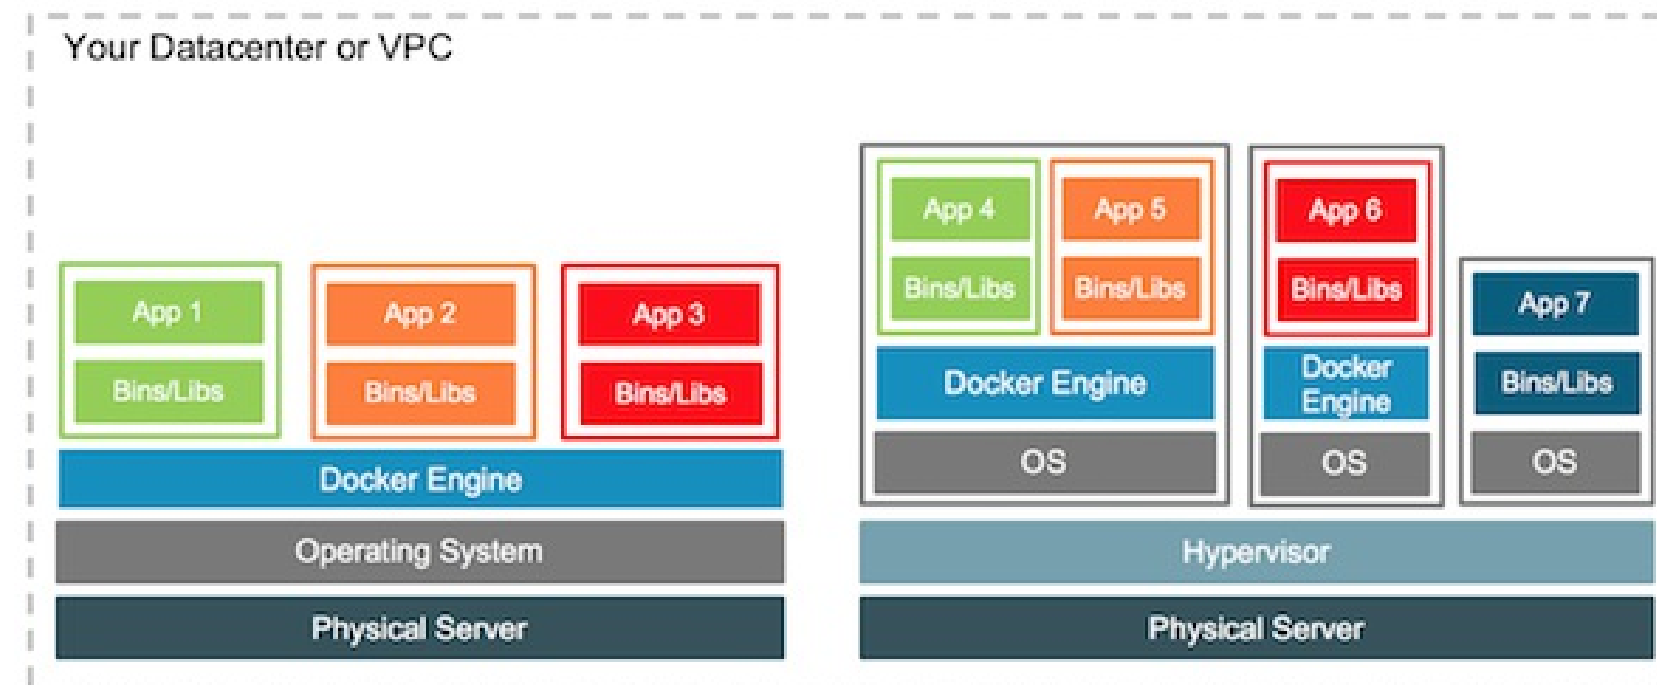 Your Datacenter or VPC
App 1
Bins/Libs
App 2
Bins/Libs
App 3
Bins/Libs
Docker Engine
Operating System
Physical Server
App 4
Bins/Libs
App 5
Bins/Libs
Docker Engine
OS
App 6
Bins/Libs
Docker
Engine
OS
App 7
Bins/Libs
OS
Hypervisor
Physical Server